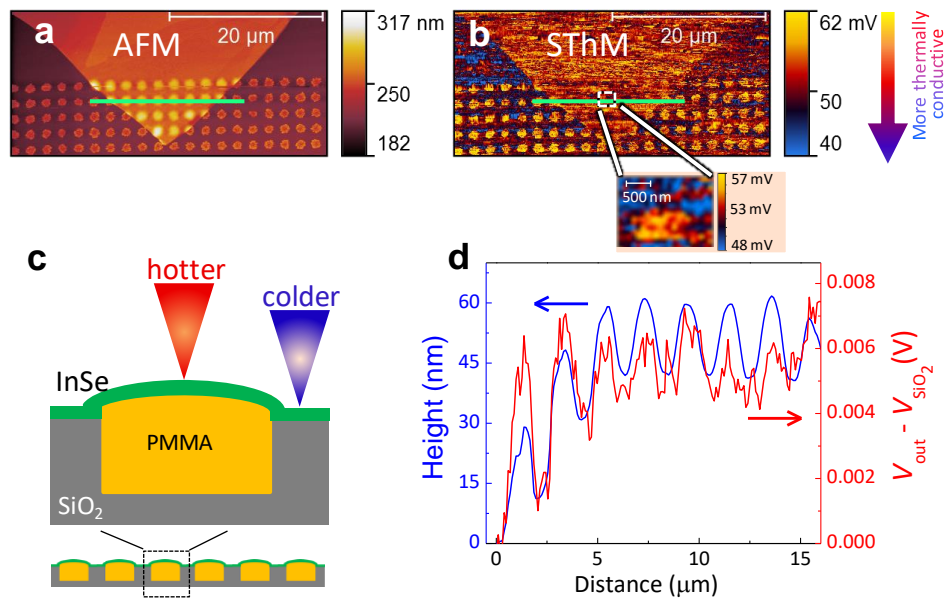 a
AFM
20 μm
317 nm
250
182
b
SThM
20 μm
62 mV
50
40
More thermally
conductive
500 nm
57 mV
53 mV
48 mV
c
hotter
colder
InSe
PMMA
SiO₂
d
Height (nm)
60
45
30
15
0
0
5
10
15
Distance (μm)
0.008
0.006
0.004
0.002
0.000
V_out - V_SiO₂ (V)